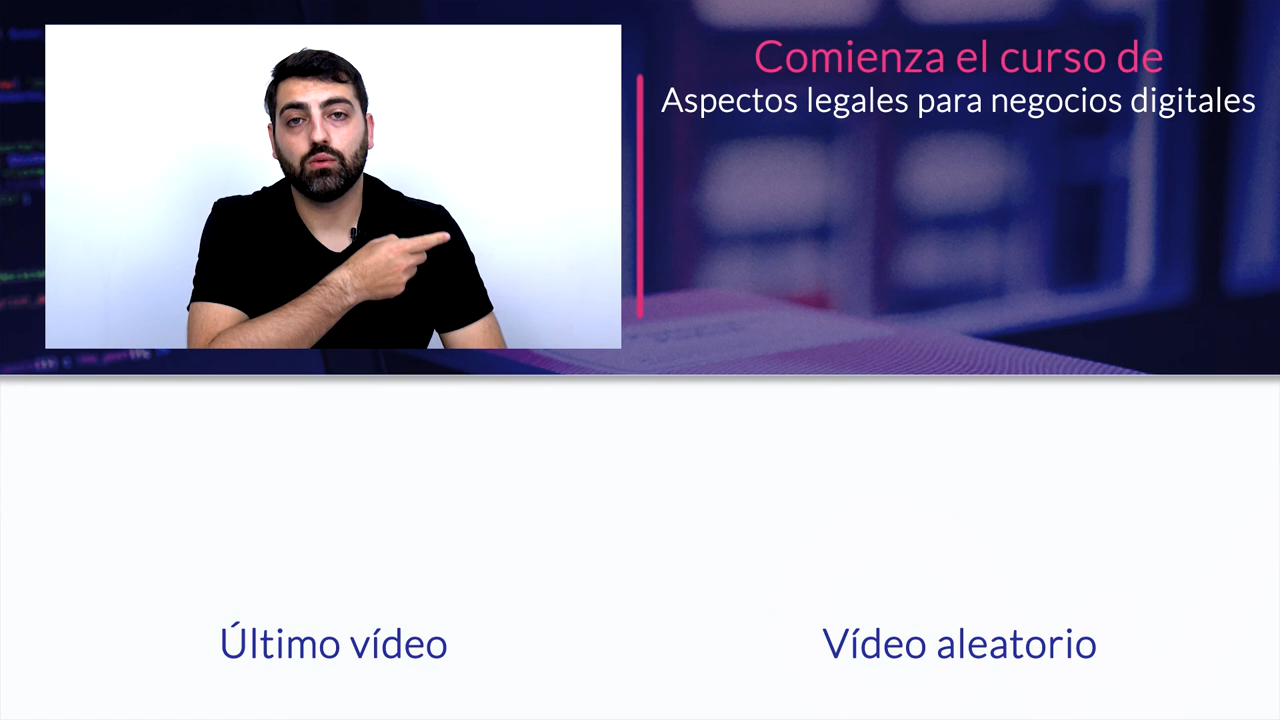 Comienza el curso de
Aspectos legales para negocios digitales
Último vídeo
Vídeo aleatorio